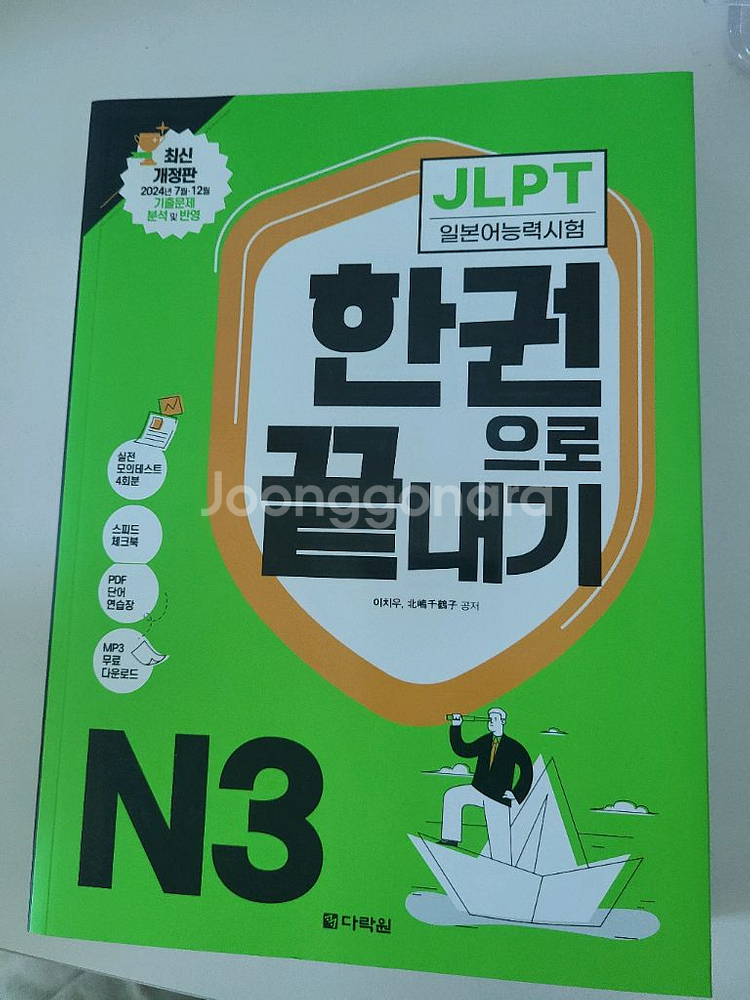 최신
개정판
2024년 7월·12월
기출문제
분석 및 반영
JLPT
일본어능력시험
한권
으로
끝내기
Joonggonara
이치우, 北嶋千鶴子 공저
실전
모의테스트
4회분
스피드
체크북
PDF
단어
연습장
MP3
무료
다운로드
N3
다락원